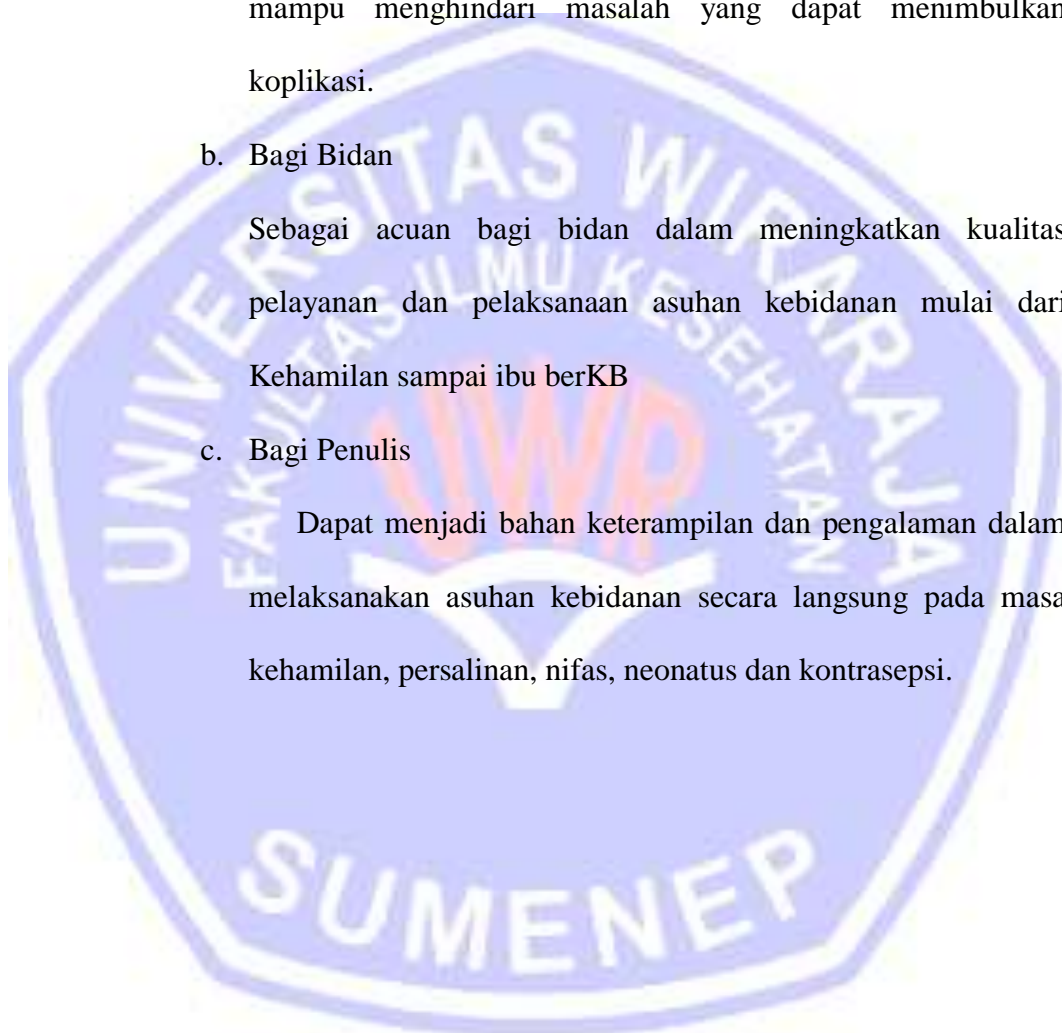 mampu menghindari masalah yang dapat menimbulkan
koplikasi.
b. Bagi Bidan
Sebagai acuan bagi bidan dalam meningkatkan kualitas
pelayanan dan pelaksanaan asuhan kebidanan mulai dari
Kehamilan sampai ibu berKB
c. Bagi Penulis
Dapat menjadi bahan keterampilan dan pengalaman dalam
melaksanakan asuhan kebidanan secara langsung pada masa
kehamilan, persalinan, nifas, neonatus dan kontrasepsi.
UNIVERSITAS WIRARAJA
FAKULTAS ILMU KESEHATAN
UWR
SUMENEP